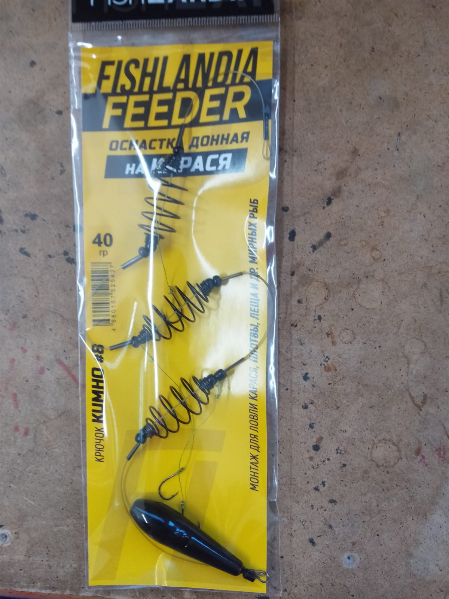 FISHLANDIA
FEEDER
ОСНАСТКА ДОННАЯ
на КАРАСЯ
40
гр
КРЮЧОК KUMHO #8
МОНТАЖ ДЛЯ ЛОВЛИ КАРАСЯ, ПЛОТВЫ, ЛЕЩА И ДР. МИРНЫХ РЫБ